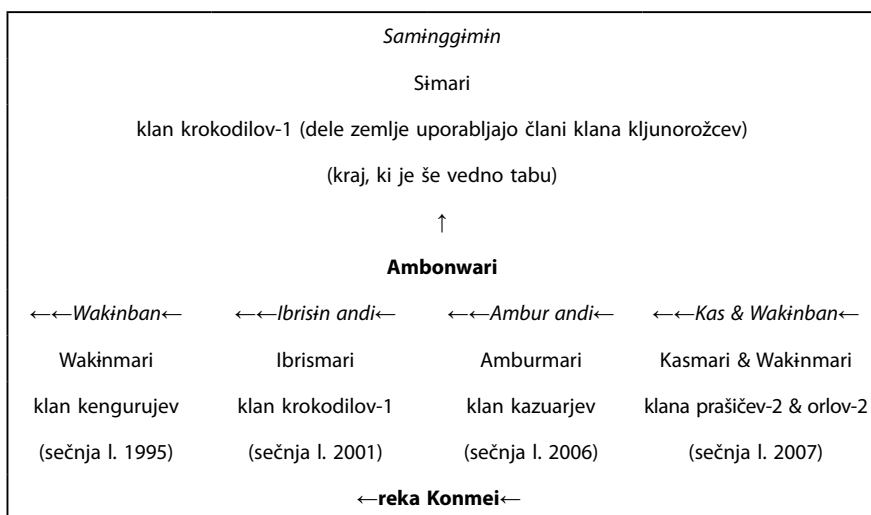 Samɨnggɨmɨn
Sɨmari
klan krokodilov-1 (dele zemlje uporabljajo člani klana kljunorožcev)
(kraj, ki je še vedno tabu)
↑
Ambonwari
←←Wakɨnban← ←←Ibrisɨn andi← ←←Ambur andi← ←←Kas & Wakɨnban←
Wakɨnmari Ibrismari Amburmari Kasmari & Wakɨnmari
klan kengurujev klan krokodilov-1 klan kazuarjev klana prašičev-2 & orlov-2
(sečnja l. 1995) (sečnja l. 2001) (sečnja l. 2006) (sečnja l. 2007)
←reka Konmei←